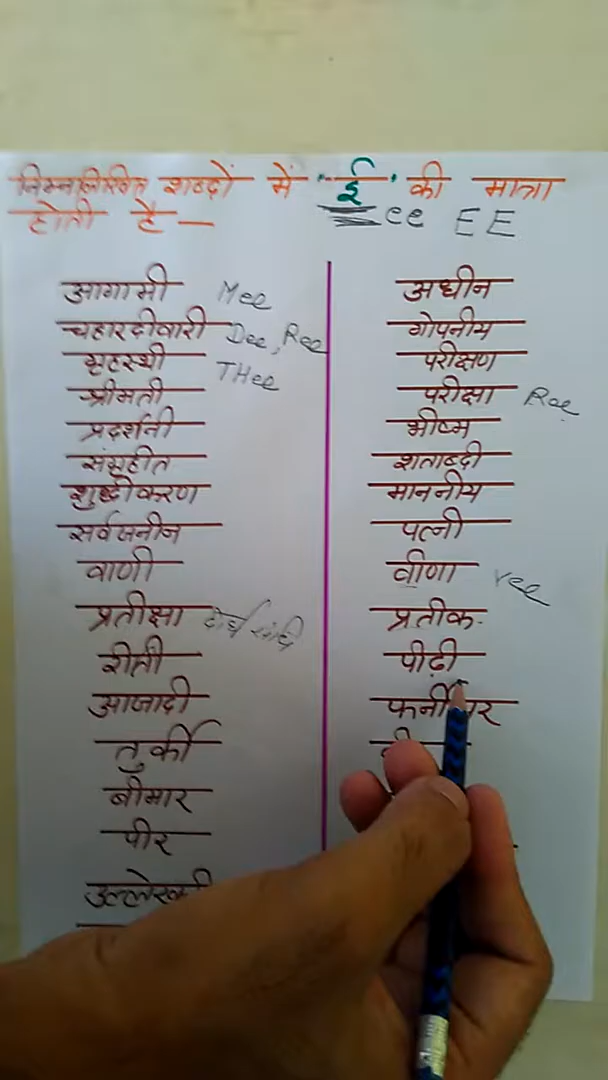 निम्नलिखित शब्दों में 'ई' की मात्रा
होती है - ee EE
आगामी Mee
चहारदीवारी Dee, Ree
गृहस्थी THee
श्रीमती
प्रदर्शनी
संगृहीत
शुद्धीकरण
सर्वजनीन
वाणी
प्रतीक्षा दीर्घ संधि
रीती
आजादी
तुर्की
बीमार
पीर
अधीन
गोपनीय
परीक्षण
परीक्षा Ree
भीष्म
शताब्दी
माननीय
पत्नी
वीणा vee
प्रतीक
पीढ़ी